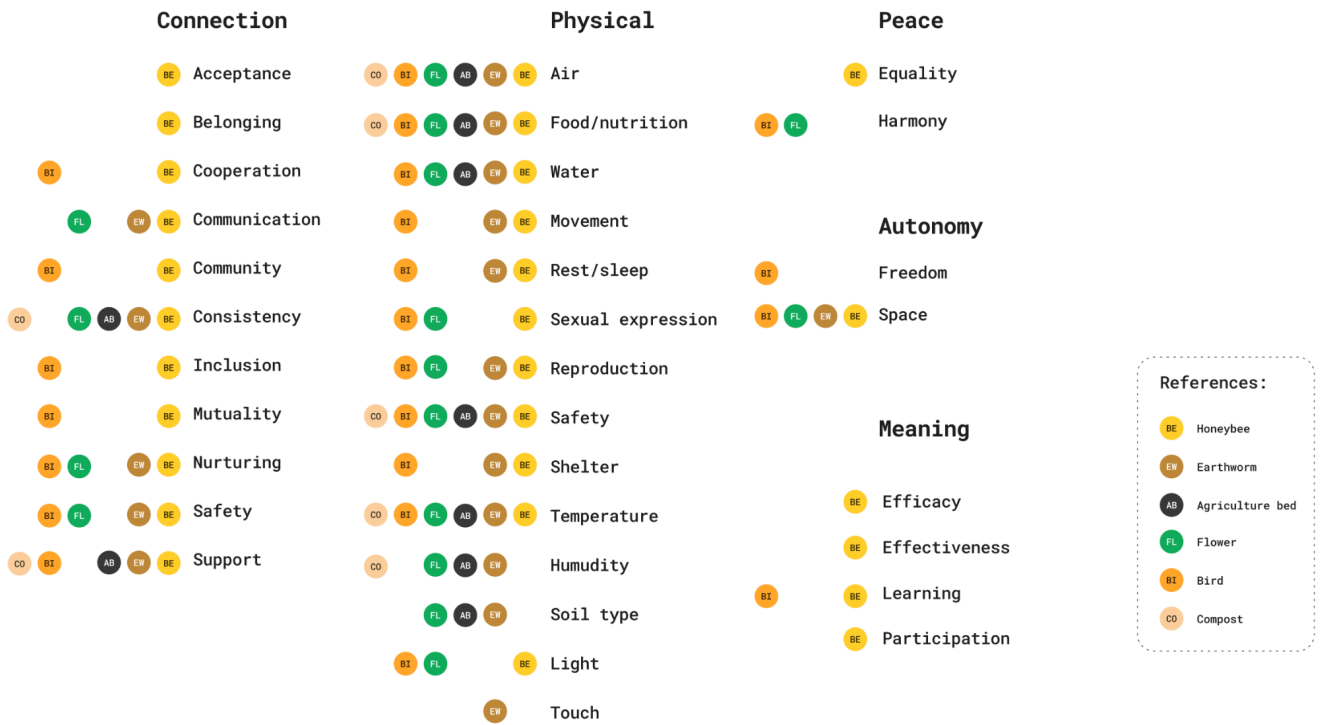 Connection
BE Acceptance
BE Belonging
BI BE Cooperation
FL EW BE Communication
BI BE Community
CO FL AB EW BE Consistency
BI BE Inclusion
BI BE Mutuality
BI FL EW BE Nurturing
BI FL EW BE Safety
CO BI AB EW BE Support
Physical
CO BI FL AB EW BE Air
CO BI FL AB EW BE Food/nutrition
BI FL AB EW BE Water
BI EW BE Movement
BI EW BE Rest/sleep
BI FL BE Sexual expression
BI FL EW BE Reproduction
CO BI FL AB EW BE Safety
BI EW BE Shelter
CO BI FL AB EW BE Temperature
CO FL AB EW Humudity
FL AB EW Soil type
BI FL BE Light
EW Touch
Peace
BE Equality
BI FL Harmony
Autonomy
BI Freedom
BI FL EW BE Space
Meaning
BE Efficacy
BE Effectiveness
BI BE Learning
BE Participation
References:
BE Honeybee
EW Earthworm
AB Agriculture bed
FL Flower
BI Bird
CO Compost